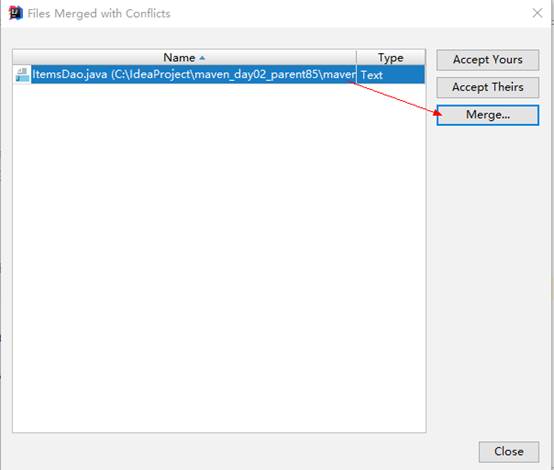 Files Merged with Conflicts
Name Type
ItemsDao.java (C:\IdeaProject\maven_day02_parent85\maven Text
Accept Yours
Accept Theirs
Merge...
Close